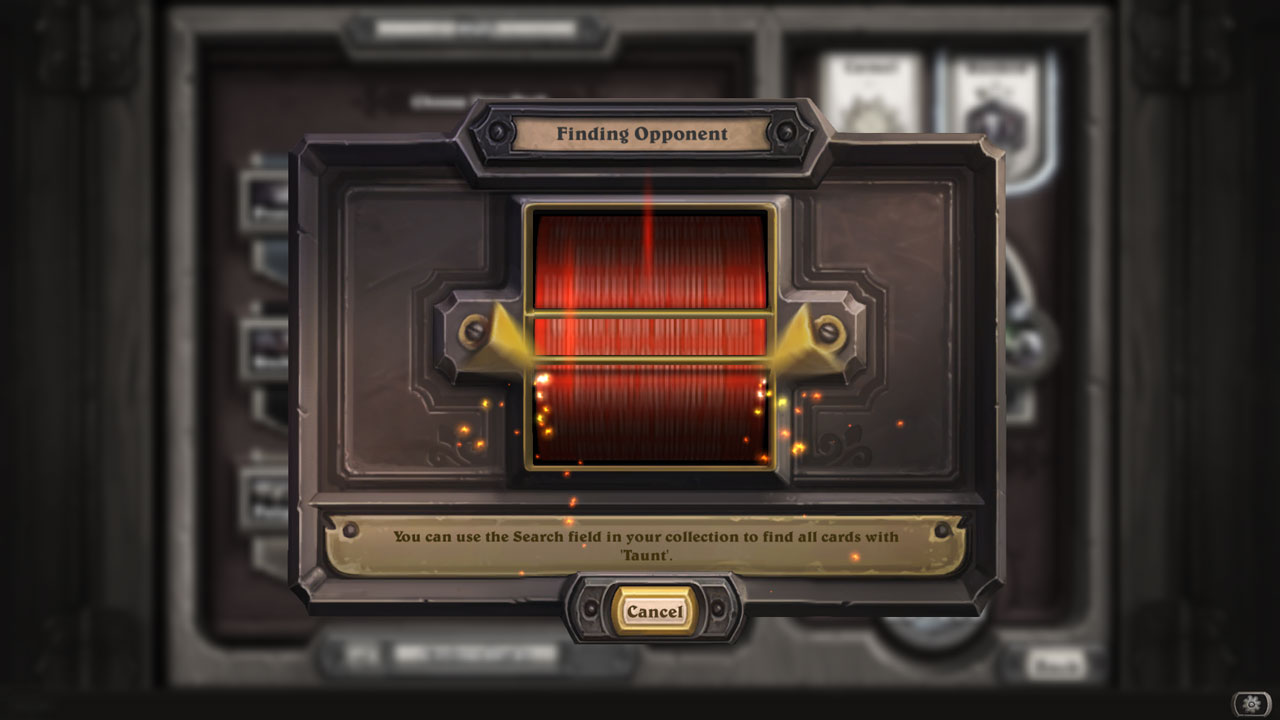 Finding Opponent
You can use the Search field in your collection to find all cards with
'Taunt'.
Cancel